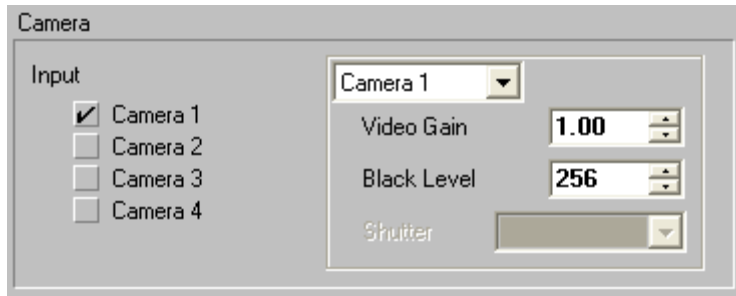 Camera
Input
Camera 1
Camera 2
Camera 3
Camera 4
Camera 1
Video Gain 1.00
Black Level 256
Shutter